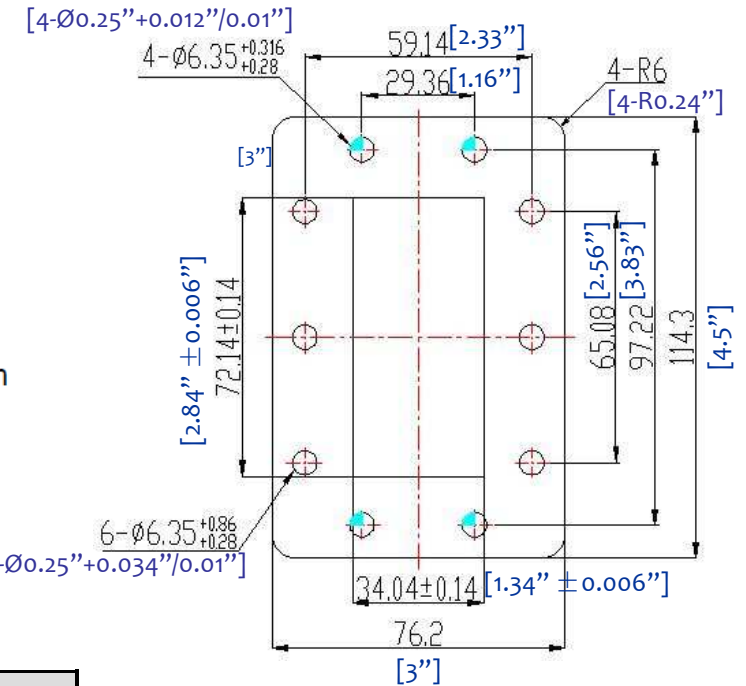 [4-Ø0.25”+0.012”/0.01”]
4-Ø6.35 +0.316 +0.28
59.14 [2.33”]
29.36 [1.16”]
4-R6
[4-R0.24”]
[3”]
72.14±0.14
[2.84” ±0.006”]
65.08 [2.56”]
97.22 [3.83”]
114.3
[4.5”]
n
6-Ø6.35 +0.86 +0.28
-Ø0.25”+0.034”/0.01”]
34.04±0.14 [1.34” ±0.006”]
76.2
[3”]